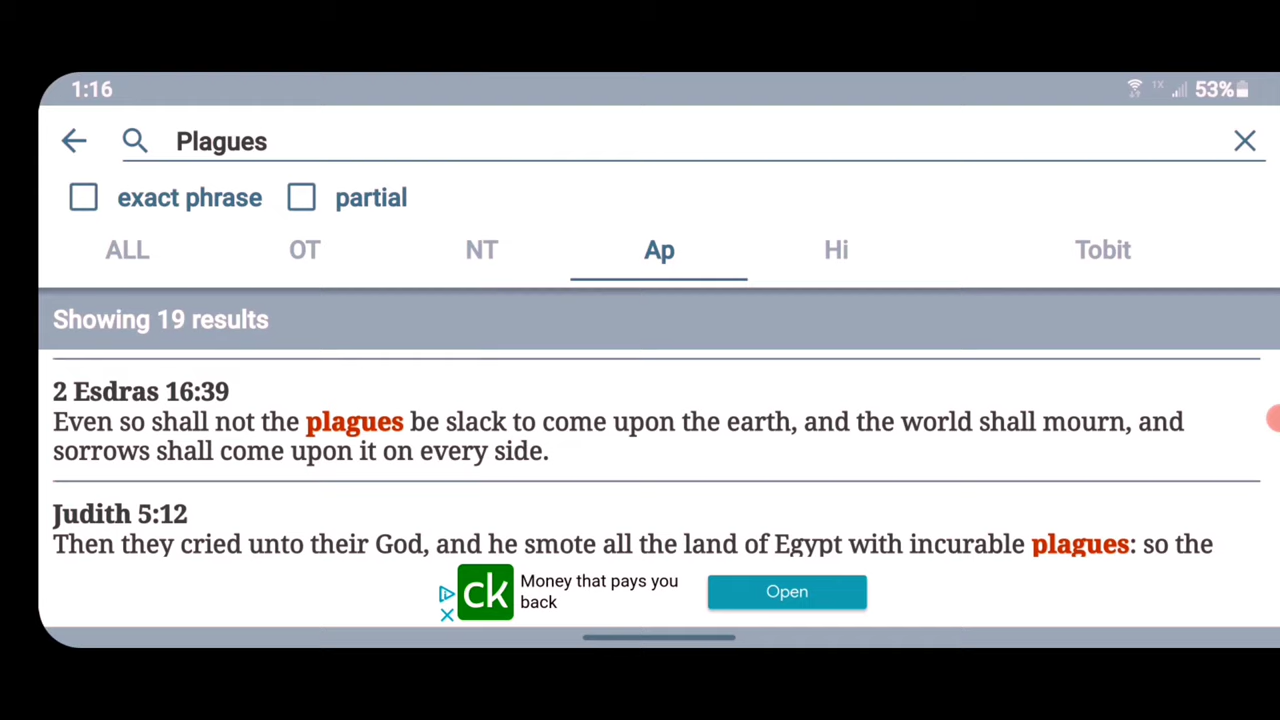 1:16 1X 53%
Plagues
exact phrase partial
ALL OT NT Ap Hi Tobit
Showing 19 results
2 Esdras 16:39
Even so shall not the plagues be slack to come upon the earth, and the world shall mourn, and
sorrows shall come upon it on every side.
Judith 5:12
Then they cried unto their God, and he smote all the land of Egypt with incurable plagues: so the
ck Money that pays you
back
Open